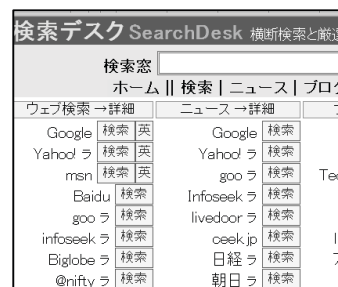 検索デスク SearchDesk 横断検索と厳選
検索窓
ホーム || 検索 | ニュース | ブログ
ウェブ検索 →詳細 ニュース →詳細
Google 検索 英 Google 検索
Yahoo! ラ 検索 英 Yahoo! ラ 検索
msn 検索 英 goo ラ 検索 Tec
Baidu 検索 Infoseek ラ 検索
goo ラ 検索 livedoor ラ 検索
infoseek ラ 検索 ceek.jp 検索
Biglobe ラ 検索 日経 ラ 検索
@nifty ラ 検索 朝日 ラ 検索